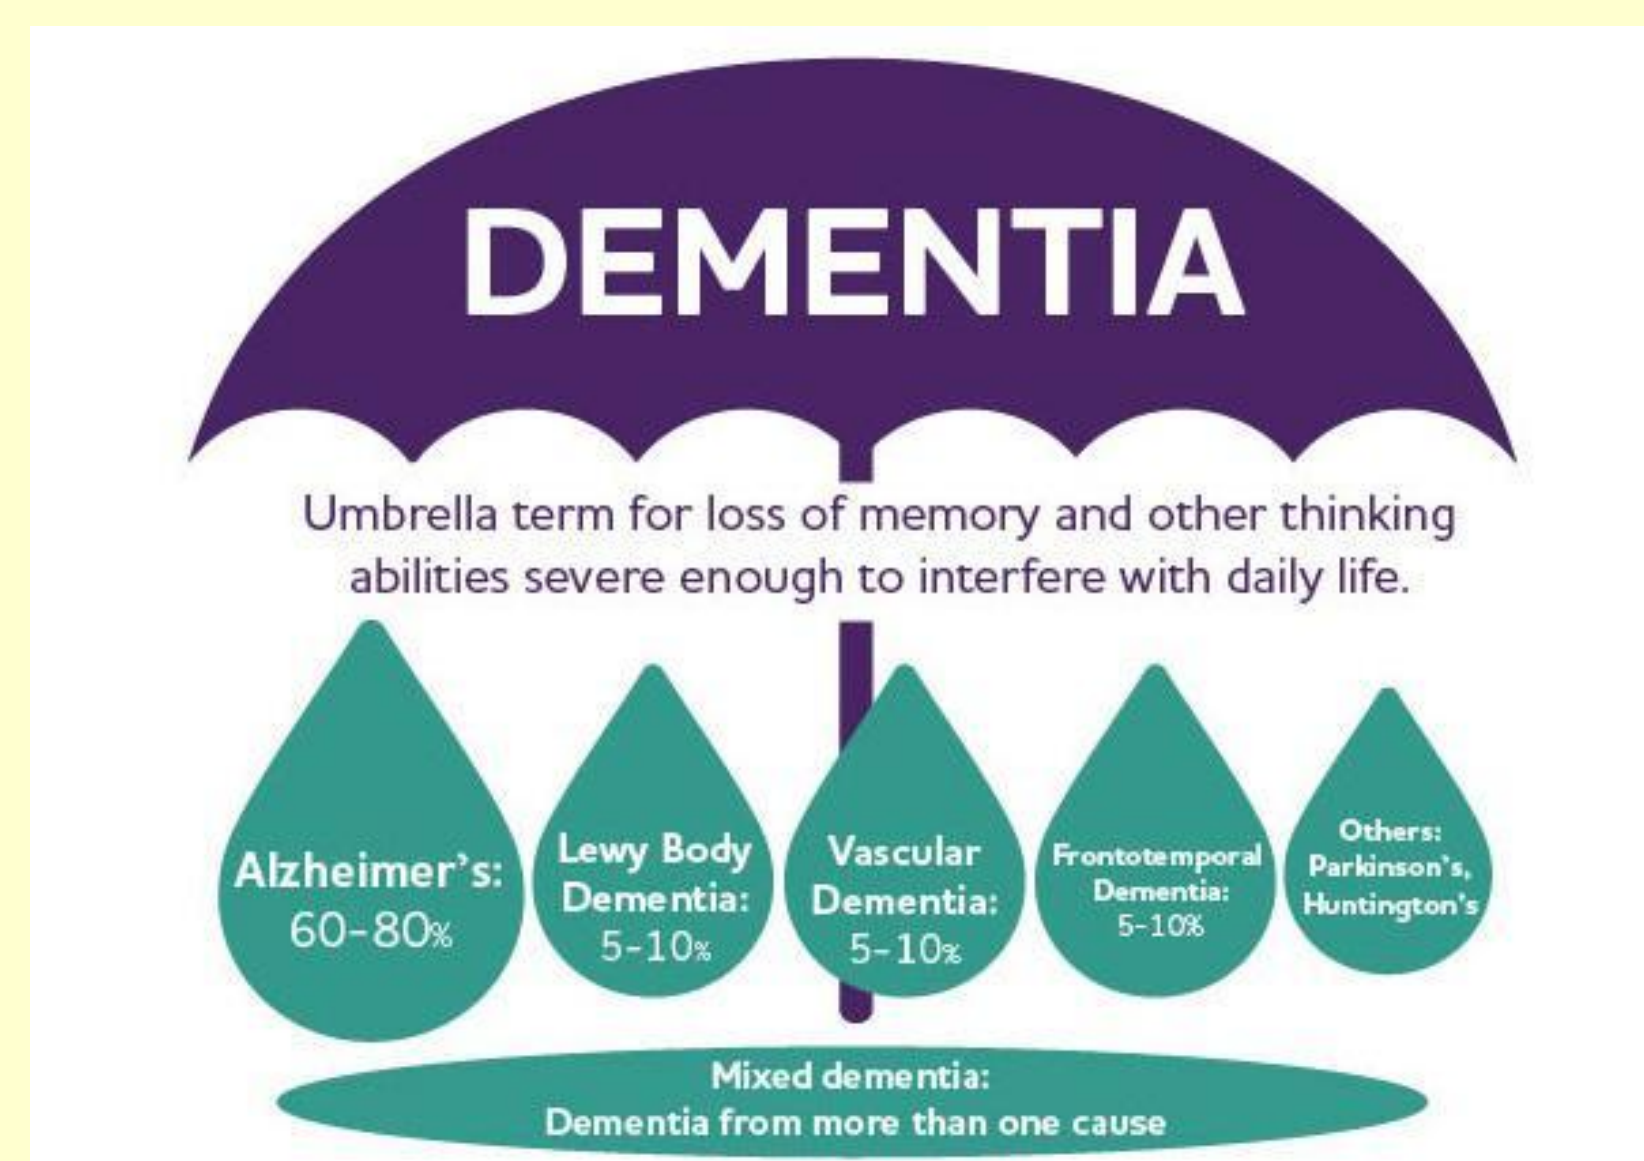 DEMENTIA
Umbrella term for loss of memory and other thinking
abilities severe enough to interfere with daily life.
Alzheimer's:
60-80%
Lewy Body
Dementia:
5-10%
Vascular
Dementia:
5-10%
Frontotemporal
Dementia:
5-10%
Others:
Parkinson's,
Huntington's
Mixed dementia:
Dementia from more than one cause